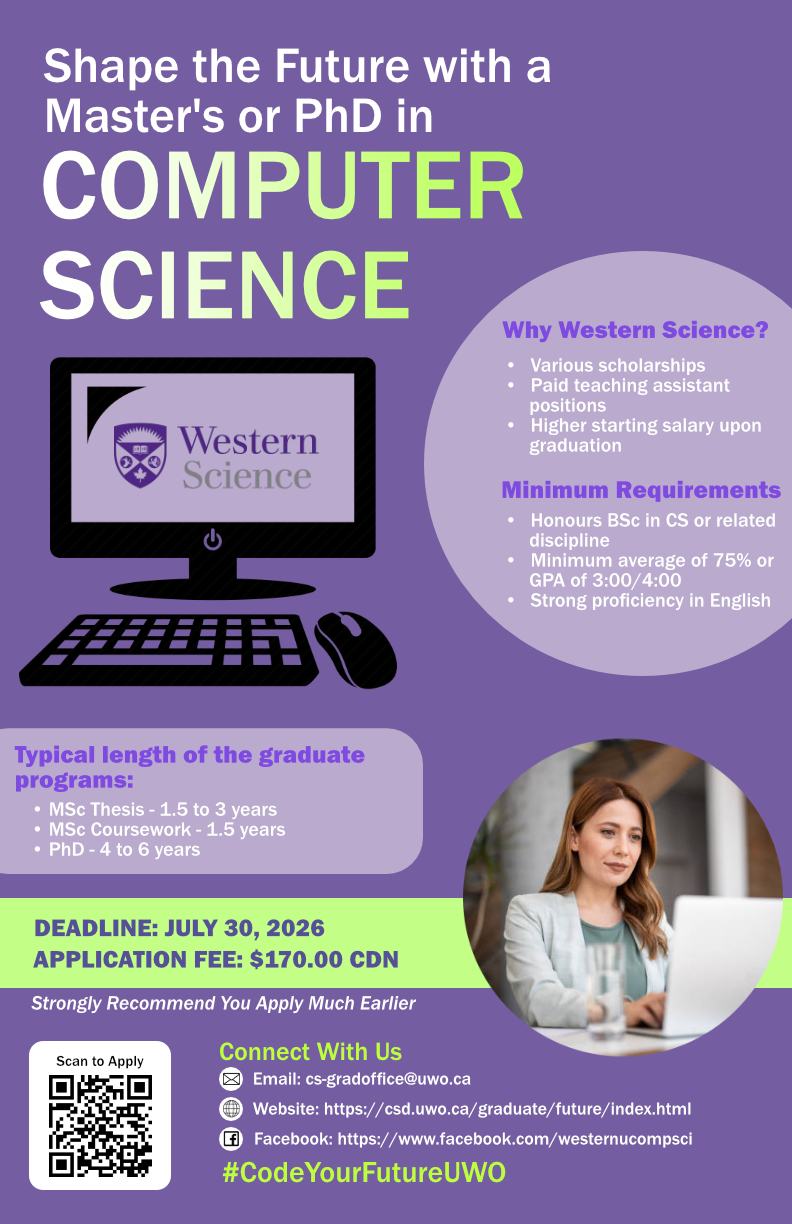 Shape the Future with a
Master's or PhD in
COMPUTER
SCIENCE
Western
Science
Why Western Science?
• Various scholarships
• Paid teaching assistant
positions
• Higher starting salary upon
graduation
Minimum Requirements
• Honours BSc in CS or related
discipline
• Minimum average of 75% or
GPA of 3:00/4:00
• Strong proficiency in English
Typical length of the graduate
programs:
• MSc Thesis - 1.5 to 3 years
• MSc Coursework - 1.5 years
• PhD - 4 to 6 years
DEADLINE: JULY 30, 2026
APPLICATION FEE: $170.00 CDN
Strongly Recommend You Apply Much Earlier
Scan to Apply
Connect With Us
Email: cs-gradoffice@uwo.ca
Website: https://csd.uwo.ca/graduate/future/index.html
Facebook: https://www.facebook.com/westernucompsci
#CodeYourFutureUWO